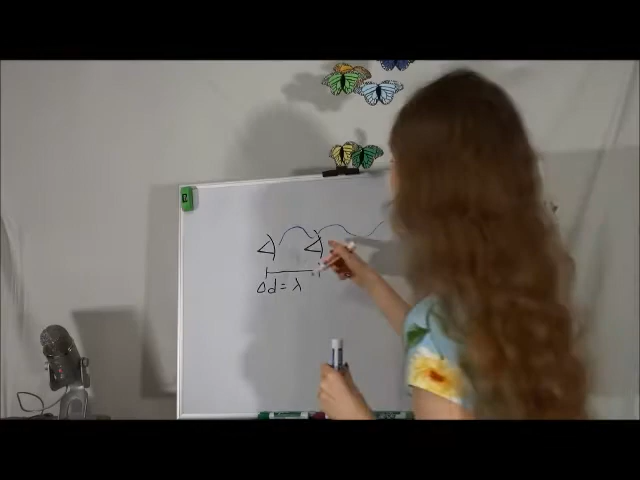 Δd = λ